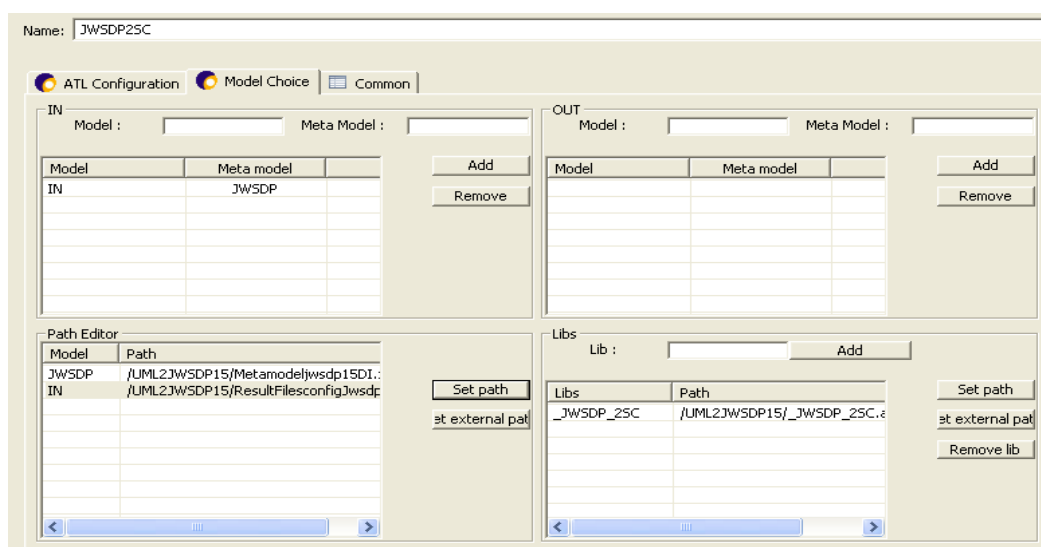 Name: JWSDP2SC
ATL Configuration Model Choice Common
IN
Model : Meta Model :
Add
Model Meta model
IN JWSDP
Remove
OUT
Model : Meta Model :
Add
Model Meta model
Remove
Path Editor
Model Path
JWSDP /UML2JWSDP15/Metamodeljwsdp15DI.:
IN /UML2JWSDP15/ResultFilesconfigJwsdp
Set path
et external pat
Libs
Lib : Add
Libs Path
_JWSDP_2SC /UML2JWSDP15/_JWSDP_2SC.a
Set path
et external pat
Remove lib